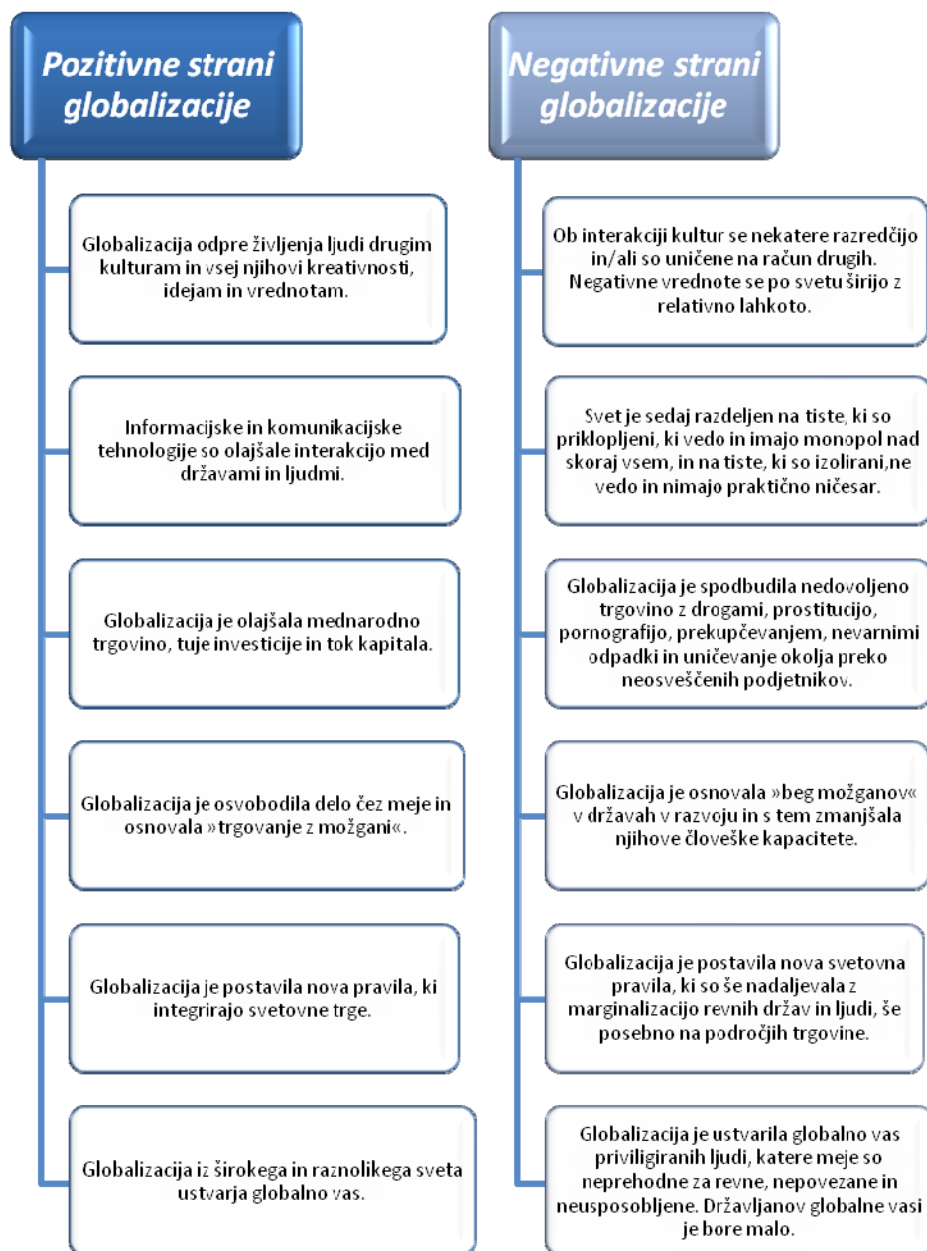 Pozitivne strani
globalizacije
Globalizacija odpre življenja ljudi drugim
kulturam in vsej njihovi kreativnosti,
idejam in vrednotam.
Informacijske in komunikacijske
tehnologije so olajšale interakcijo med
državami in ljudmi.
Globalizacija je olajšala mednarodno
trgovino, tuje investicije in tok kapitala.
Globalizacija je osvobodila delo čez meje in
osnovala »trgovanje z možgani«.
Globalizacija je postavila nova pravila, ki
integrirajo svetovne trge.
Globalizacija iz širokega in raznolikega sveta
ustvarja globalno vas.
Negativne strani
globalizacije
Ob interakciji kultur se nekatere razredčijo
in/ali so uničene na račun drugih.
Negativne vrednote se po svetu širijo z
relativno lahkoto.
Svet je sedaj razdeljen na tiste, ki so
priklopljeni, ki vedo in imajo monopol nad
skoraj vsem, in na tiste, ki so izolirani,ne
vedo in nimajo praktično ničesar.
Globalizacija je spodbudila nedovoljeno
trgovino z drogami, prostitucijo,
pornografijo, prekupčevanjem, nevarnimi
odpadki in uničevanje okolja preko
neosveščenih podjetnikov.
Globalizacija je osnovala »beg možganov«
v državah v razvoju in s tem zmanjšala
njihove človeške kapacitete.
Globalizacija je postavila nova svetovna
pravila, ki so še nadaljevala z
marginalizacijo revnih držav in ljudi, še
posebno na področjih trgovine.
Globalizacija je ustvarila globalno vas
priviligiranih ljudi, katere meje so
neprehodne za revne, nepovezane in
neusposobljene. Državljanov globalne vasi
je bore malo.